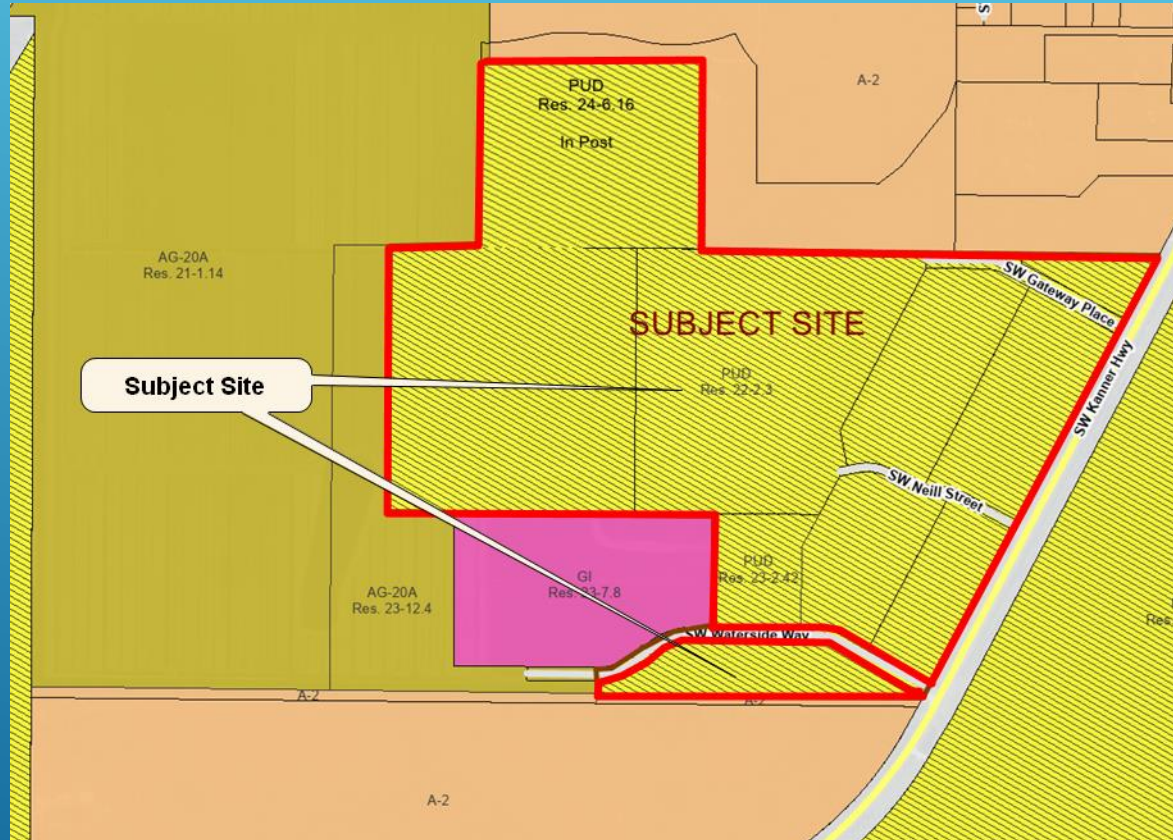 S
PUD
Res. 24-6.16
In Post
A-2
AG-20A
Res. 21-1.14
SW Gateway Place
SUBJECT SITE
PUD
Res. 22-2.3
Subject Site
SW Kanner Hwy
SW Neill Street
PUD
Res. 23-2.42
GI
Res. 23-7.8
AG-20A
Res. 23-12.4
Res
SW Waterside Way
A-2
A-2
A-2